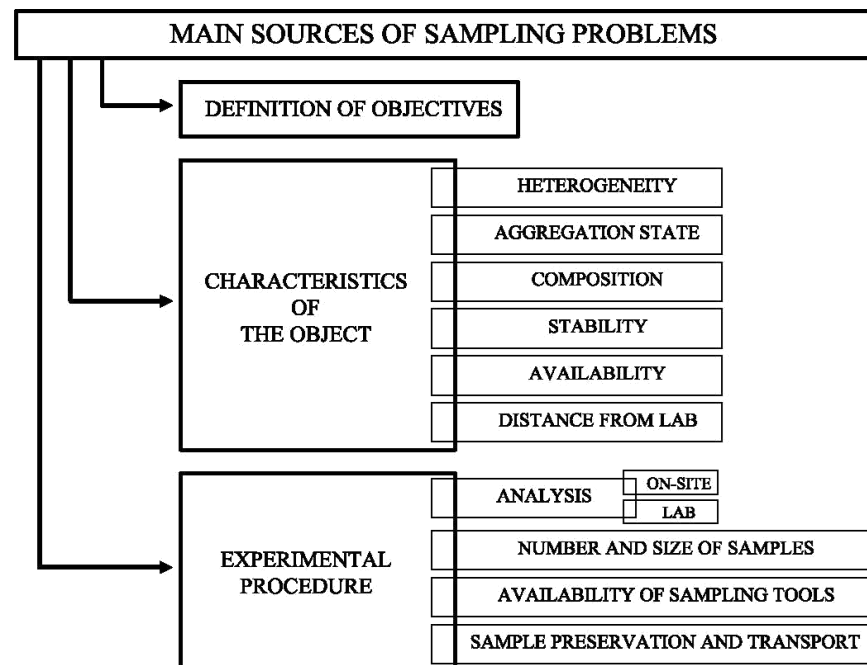 MAIN SOURCES OF SAMPLING PROBLEMS
DEFINITION OF OBJECTIVES
CHARACTERISTICS
OF
THE OBJECT
HETEROGENEITY
AGGREGATION STATE
COMPOSITION
STABILITY
AVAILABILITY
DISTANCE FROM LAB
EXPERIMENTAL
PROCEDURE
ANALYSIS
ON-SITE
LAB
NUMBER AND SIZE OF SAMPLES
AVAILABILITY OF SAMPLING TOOLS
SAMPLE PRESERVATION AND TRANSPORT